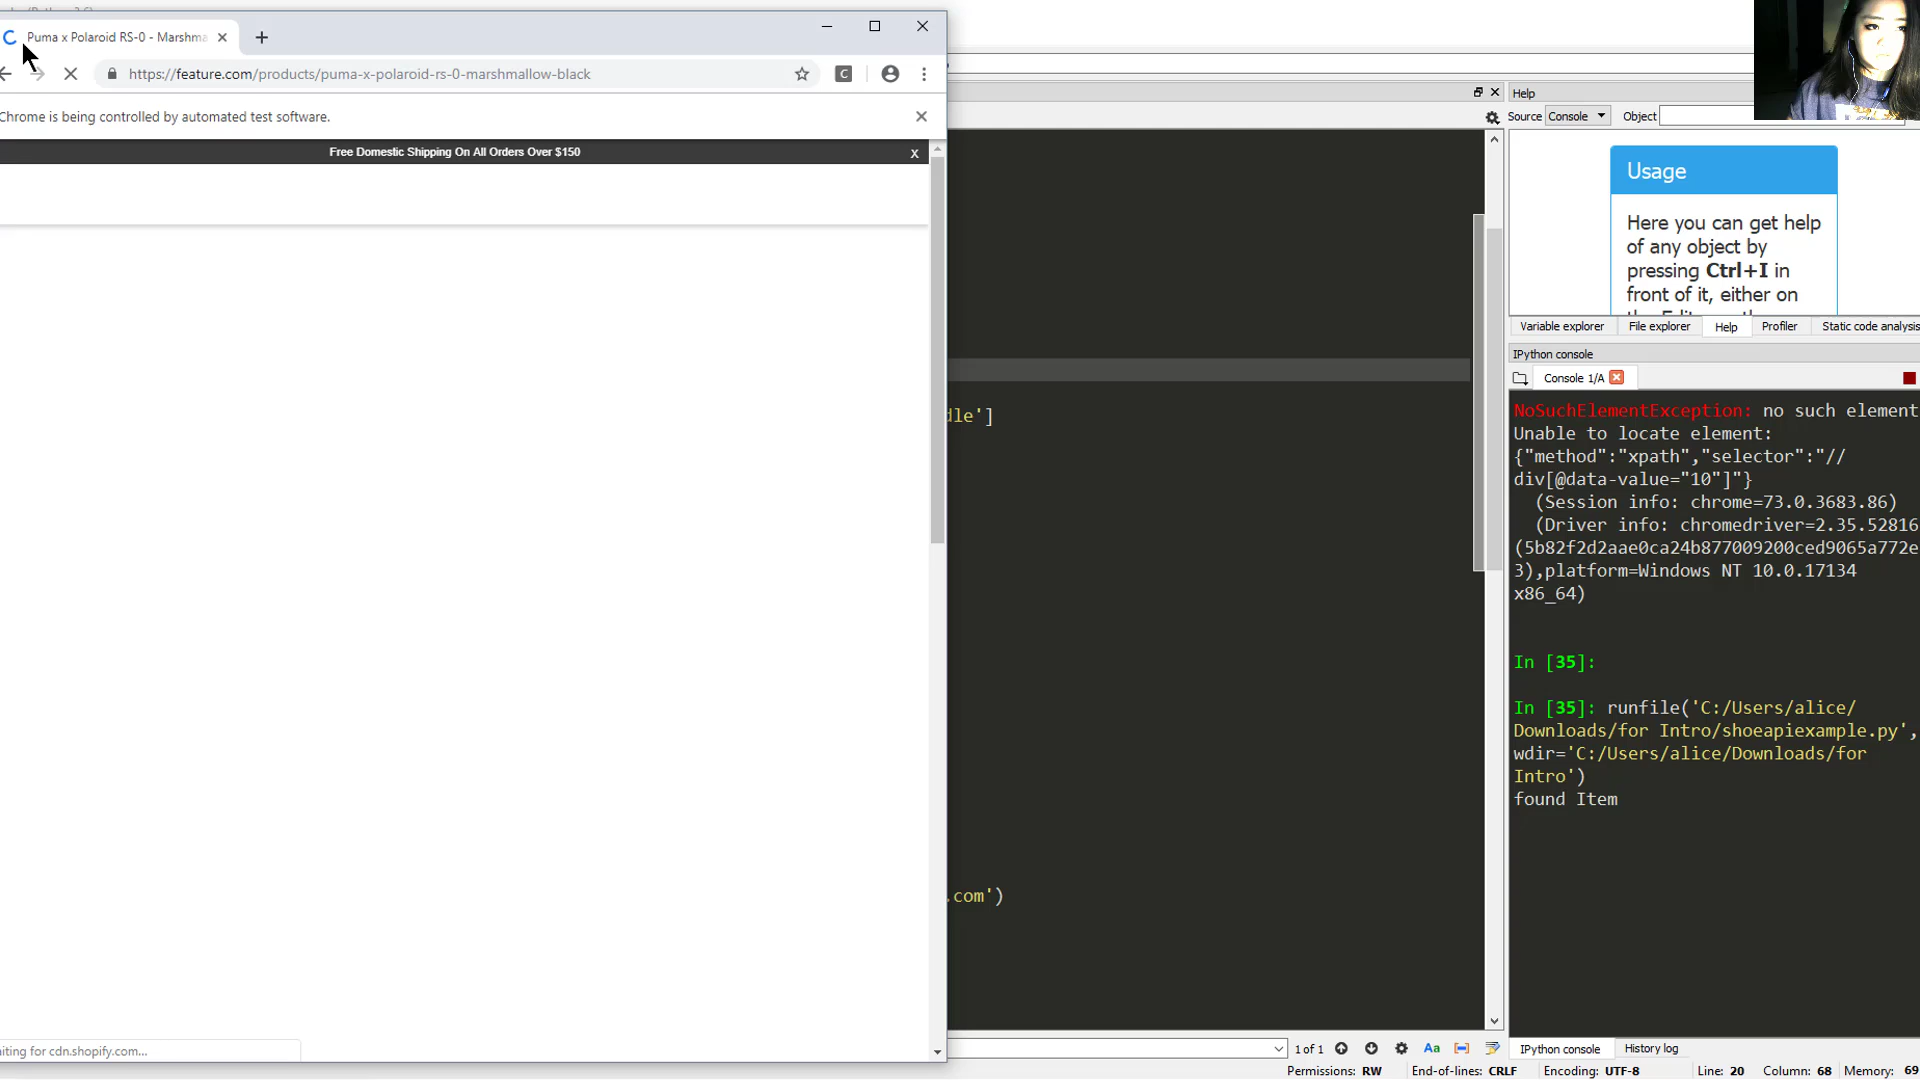 Puma x Polaroid RS-0 - Marshma
https://feature.com/products/puma-x-polaroid-rs-0-marshmallow-black
C
Chrome is being controlled by automated test software.
Free Domestic Shipping On All Orders Over $150
x
iting for cdn.shopify.com...
dle']
.com')
1 of 1
Aa
Permissions: RW
End-of-lines: CRLF
Encoding: UTF-8
Line: 20
Column: 68
Memory: 69
Help
Source
Console
Object
Usage
Here you can get help
of any object by
pressing Ctrl+I in
front of it, either on
Variable explorer
File explorer
Help
Profiler
Static code analysis
IPython console
Console 1/A
NoSuchElementException: no such element
Unable to locate element:
{"method":"xpath","selector":"//
div[@data-value="10"]"}
(Session info: chrome=73.0.3683.86)
(Driver info: chromedriver=2.35.52816
(5b82f2d2aae0ca24b877009200ced9065a772e
3),platform=Windows NT 10.0.17134
x86_64)
In [35]:
In [35]: runfile('C:/Users/alice/
Downloads/for Intro/shoeapiexample.py',
wdir='C:/Users/alice/Downloads/for
Intro')
found Item
IPython console
History log